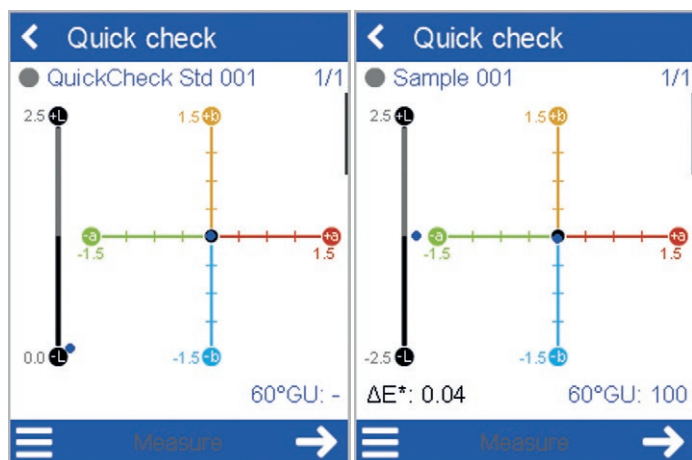 Quick check
QuickCheck Std 001 1/1
2.5 +L
1.5 +b
-a +a
-1.5 1.5
0.0 -L
-1.5 -b
60°GU: -
Measure
Quick check
Sample 001 1/1
2.5 +L
1.5 +b
-a +a
-1.5 1.5
-2.5 -L
-1.5 -b
ΔE*: 0.04 60°GU: 100
Measure